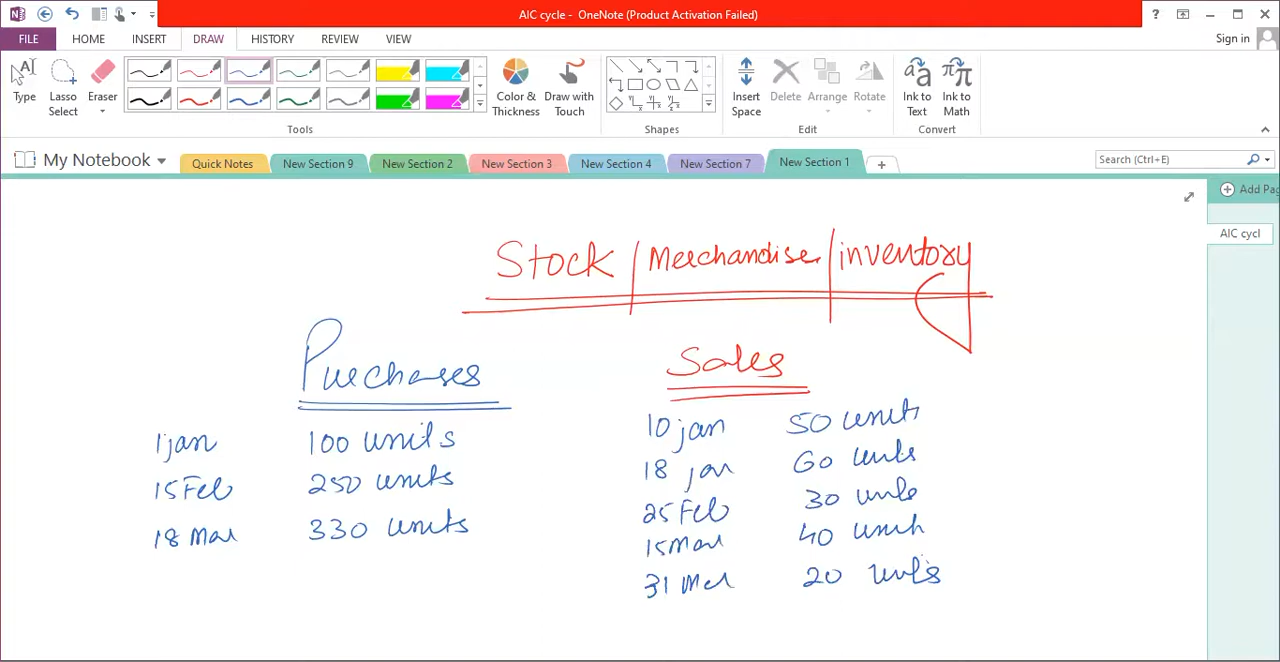 AIC cycle - OneNote (Product Activation Failed)
?
Sign in
FILE HOME INSERT DRAW HISTORY REVIEW VIEW
Type
Lasso Select
Eraser
Color & Thickness
Draw with Touch
Insert Space
Delete
Arrange
Rotate
Ink to Text
Ink to Math
Tools
Shapes
Edit
Convert
My Notebook
Quick Notes
New Section 9
New Section 2
New Section 3
New Section 4
New Section 7
New Section 1
Search (Ctrl+E)
Add Pag
AIC cycl
Stock | Merchandise | inventory
Purchases
1 jan 100 units
15 Feb 250 units
18 Mar 330 units
Sales
10 jan 50 units
18 jan 60 units
25 Feb 30 units
15 Mar 40 units
31 Mar 20 units